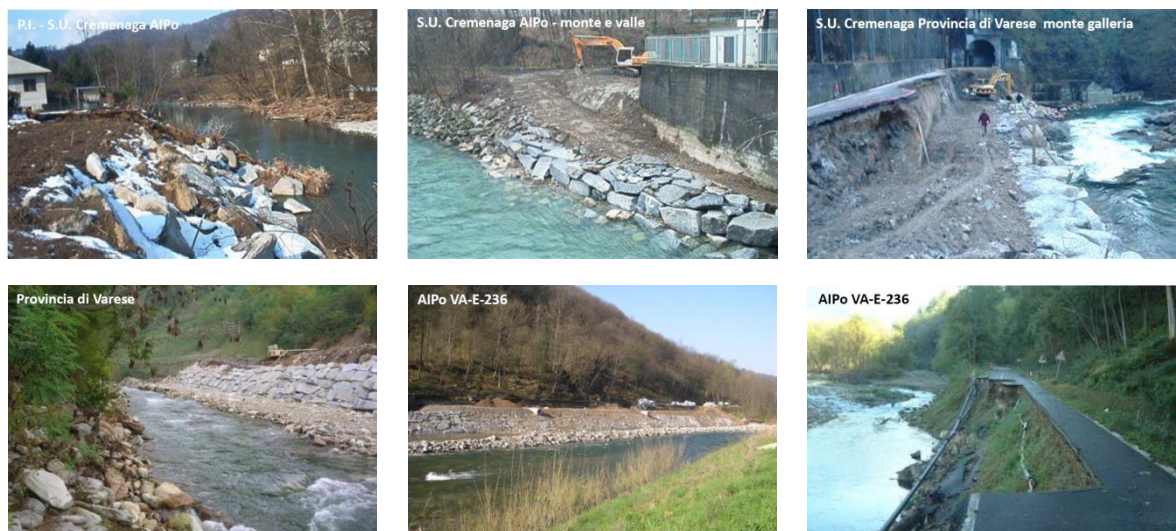 P.I. - S.U. Cremenaga AIPo
S.U. Cremenaga AIPo - monte e valle
S.U. Cremenaga Provincia di Varese monte galleria
Provincia di Varese
AIPo VA-E-236
AIPo VA-E-236